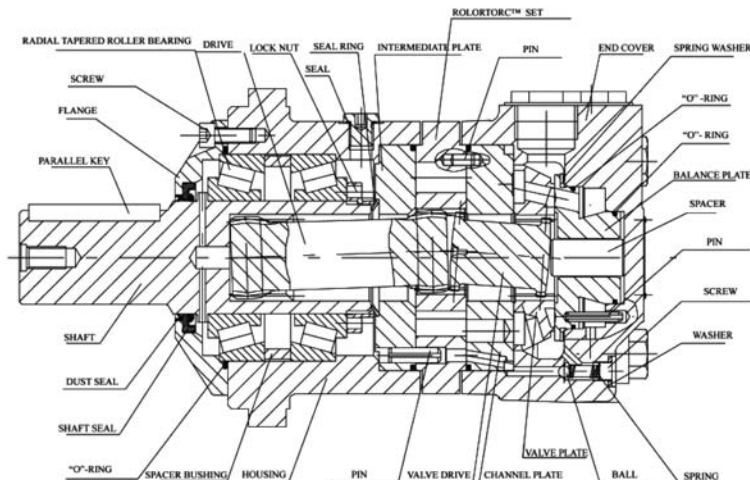 ROLORTORC™ SET
RADIAL TAPERED ROLLER BEARING
DRIVE
LOCK NUT
SEAL RING
INTERMEDIATE PLATE
PIN
END COVER
SPRING WASHER
SEAL
SCREW
"O" -RING
FLANGE
"O"- RING
PARALLEL KEY
BALANCE PLATE
SPACER
PIN
SCREW
SHAFT
WASHER
DUST SEAL
SHAFT SEAL
VALVE PLATE
"O"-RING
SPACER BUSHING
HOUSING
PIN
VALVE DRIVE
CHANNEL PLATE
BALL
SPRING